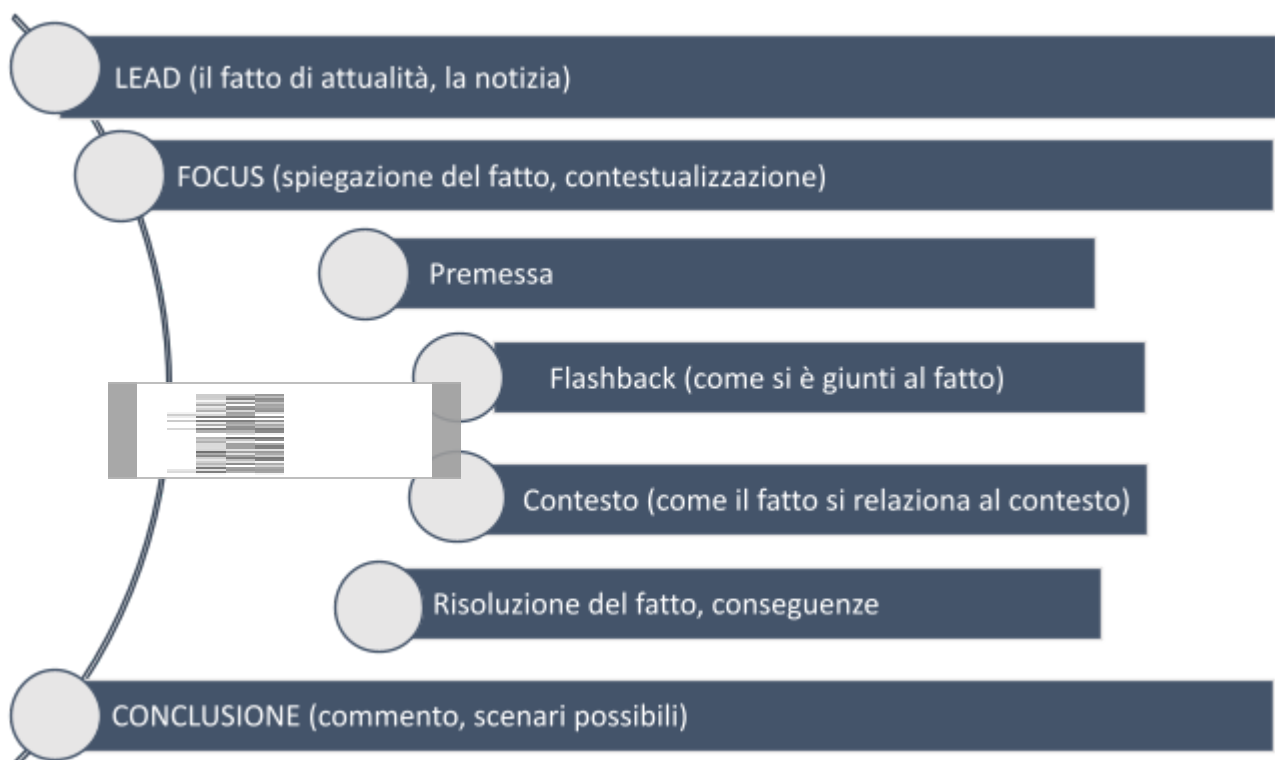 LEAD (il fatto di attualità, la notizia)
FOCUS (spiegazione del fatto, contestualizzazione)
Premessa
Flashback (come si è giunti al fatto)
Contesto (come il fatto si relaziona al contesto)
Risoluzione del fatto, conseguenze
CONCLUSIONE (commento, scenari possibili)